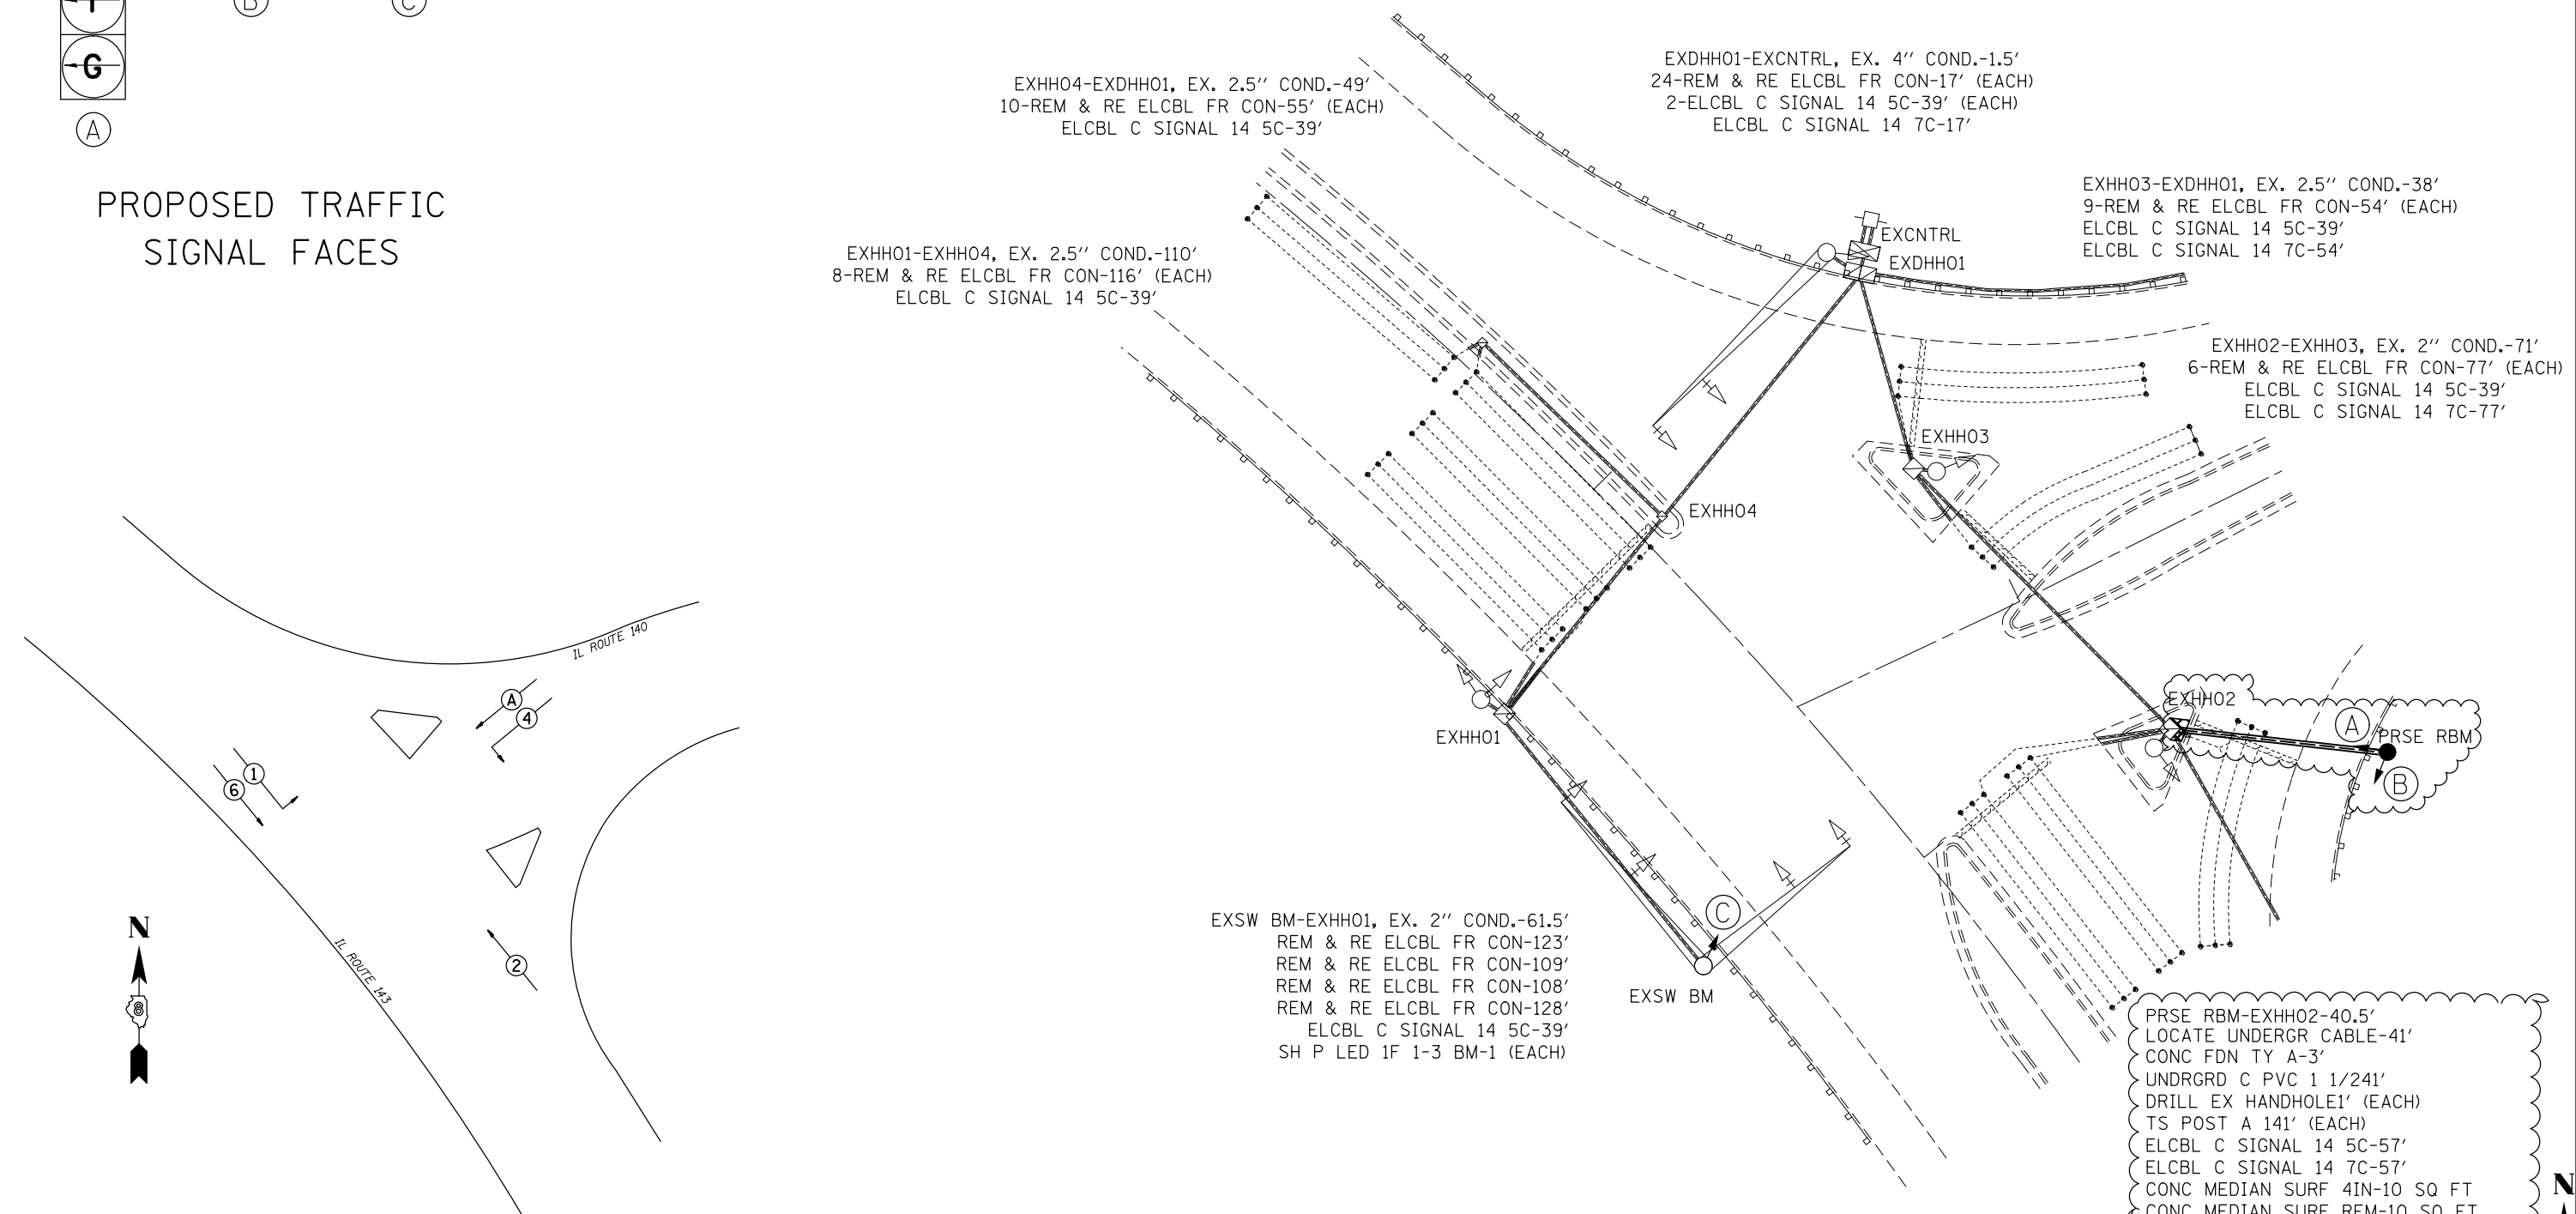 B
C
G
A
PROPOSED TRAFFIC
SIGNAL FACES
EXHH04-EXDHH01, EX. 2.5'' COND.-49'
10-REM & RE ELCBL FR CON-55' (EACH)
ELCBL C SIGNAL 14 5C-39'
EXDHH01-EXCNTRL, EX. 4'' COND.-1.5'
24-REM & RE ELCBL FR CON-17' (EACH)
2-ELCBL C SIGNAL 14 5C-39' (EACH)
ELCBL C SIGNAL 14 7C-17'
EXHH03-EXDHH01, EX. 2.5'' COND.-38'
9-REM & RE ELCBL FR CON-54' (EACH)
ELCBL C SIGNAL 14 5C-39'
ELCBL C SIGNAL 14 7C-54'
EXHH01-EXHH04, EX. 2.5'' COND.-110'
8-REM & RE ELCBL FR CON-116' (EACH)
ELCBL C SIGNAL 14 5C-39'
EXCNTRL
EXDHH01
EXHH02-EXHH03, EX. 2'' COND.-71'
6-REM & RE ELCBL FR CON-77' (EACH)
ELCBL C SIGNAL 14 5C-39'
ELCBL C SIGNAL 14 7C-77'
EXHH03
EXHH04
IL ROUTE 140
A
4
1
6
2
IL ROUTE 143
N
8
EXHH01
EXHH02
A
PRSE RBM
B
C
EXSW BM
EXSW BM-EXHH01, EX. 2'' COND.-61.5'
REM & RE ELCBL FR CON-123'
REM & RE ELCBL FR CON-109'
REM & RE ELCBL FR CON-108'
REM & RE ELCBL FR CON-128'
ELCBL C SIGNAL 14 5C-39'
SH P LED 1F 1-3 BM-1 (EACH)
PRSE RBM-EXHH02-40.5'
LOCATE UNDERGR CABLE-41'
CONC FDN TY A-3'
UNDRGRD C PVC 1 1/241'
DRILL EX HANDHOLE1' (EACH)
TS POST A 141' (EACH)
ELCBL C SIGNAL 14 5C-57'
ELCBL C SIGNAL 14 7C-57'
CONC MEDIAN SURF 4IN-10 SQ FT
CONC MEDIAN SURF REM-10 SQ FT
N